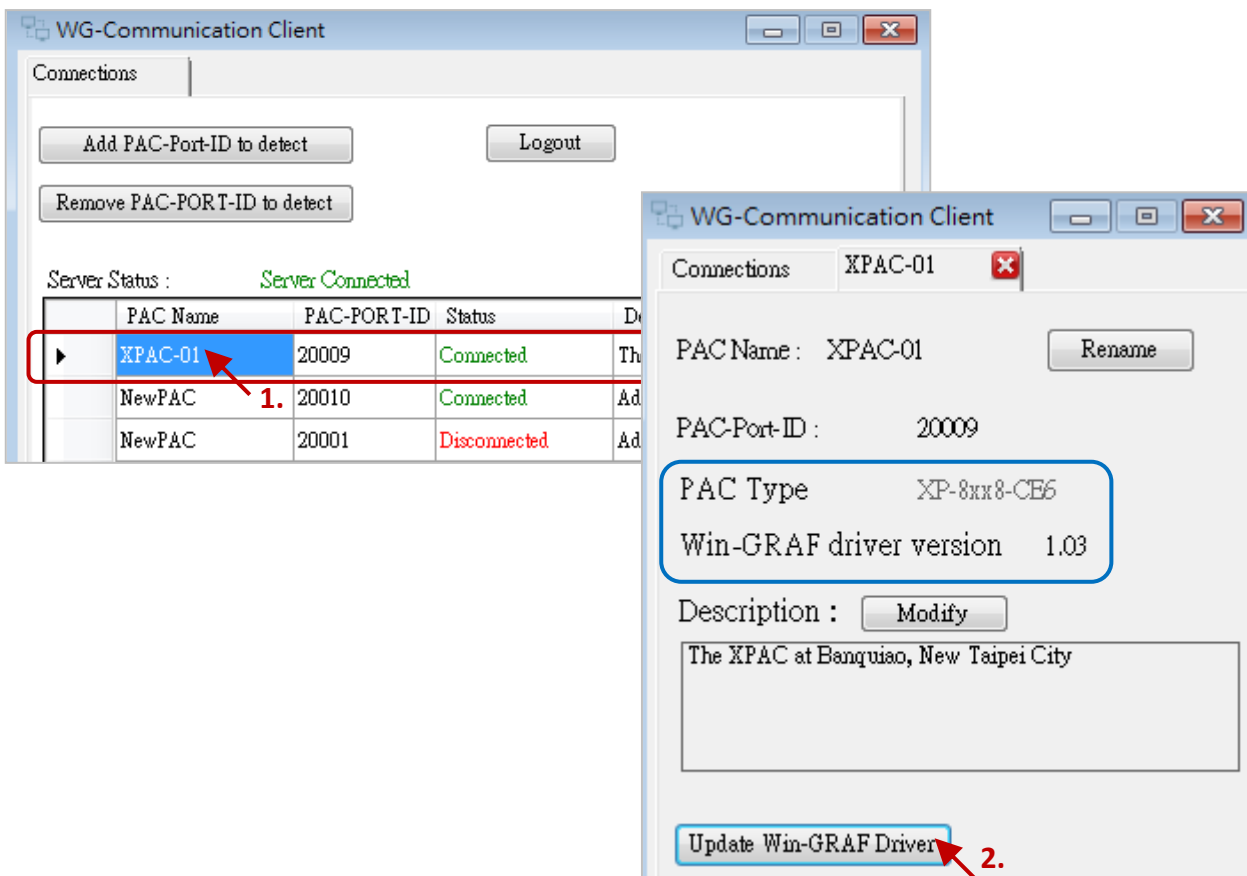 WG-Communication Client
Connections
Add PAC-Port-ID to detect
Logout
Remove PAC-PORT-ID to detect
Server Status : Server Connected
PAC Name PAC-PORT-ID Status
XPAC-01 20009 Connected
1.
NewPAC 20010 Connected
NewPAC 20001 Disconnected
WG-Communication Client
Connections XPAC-01
PAC Name : XPAC-01 Rename
PAC-Port-ID : 20009
PAC Type XP-8xx8-CE6
Win-GRAF driver version 1.03
Description : Modify
The XPAC at Banquiao, New Taipei City
Update Win-GRAF Driver
2.